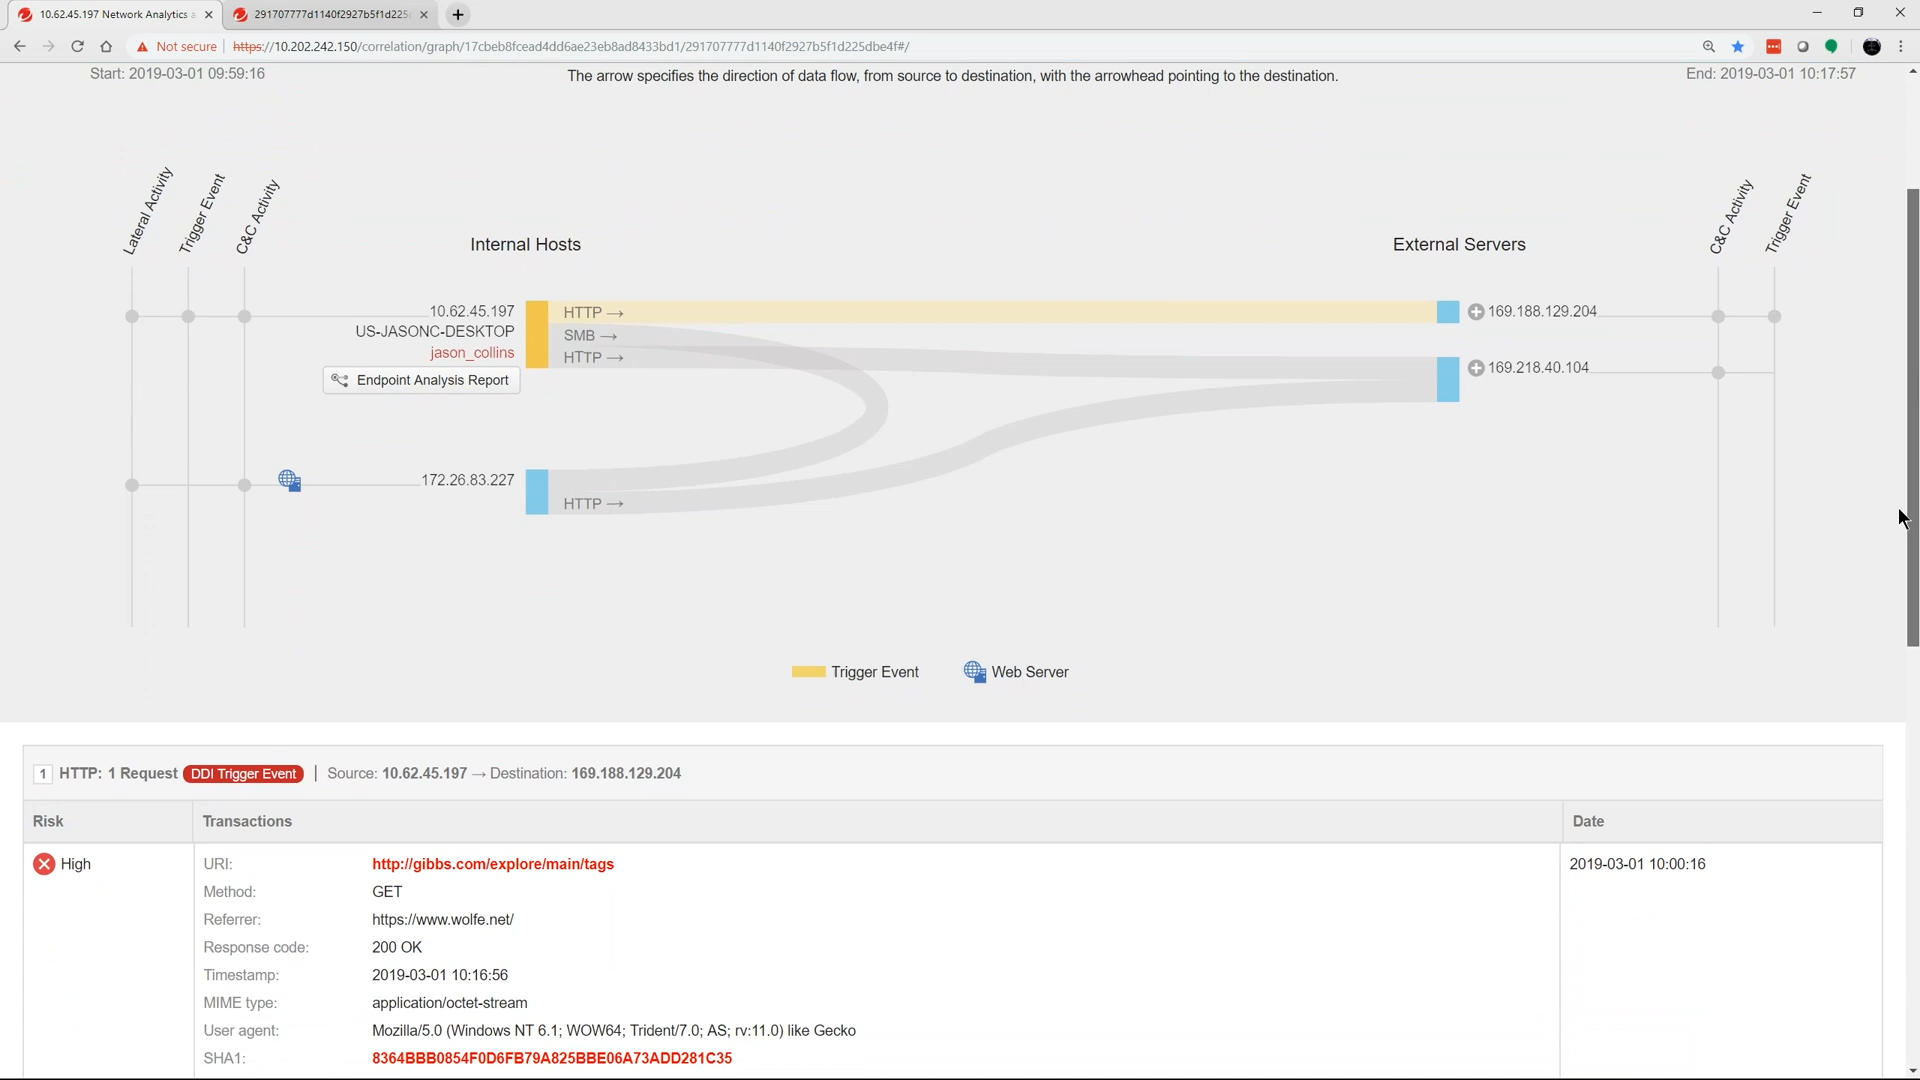 10.62.45.197 Network Analytics a
291707777d1140f2927b5f1d225
Not secure
https://10.202.242.150/correlation/graph/17cbeb8fcead4dd6ae23eb8ad8433bd1/291707777d1140f2927b5f1d225dbe4f#/
Start: 2019-03-01 09:59:16
The arrow specifies the direction of data flow, from source to destination, with the arrowhead pointing to the destination.
End: 2019-03-01 10:17:57
Lateral Activity
Trigger Event
C&C Activity
Internal Hosts
External Servers
C&C Activity
Trigger Event
10.62.45.197
US-JASONC-DESKTOP
jason_collins
Endpoint Analysis Report
HTTP →
SMB →
HTTP →
169.188.129.204
169.218.40.104
172.26.83.227
HTTP →
Trigger Event
Web Server
1 HTTP: 1 Request DDI Trigger Event | Source: 10.62.45.197 → Destination: 169.188.129.204
Risk Transactions Date
High
URI: http://gibbs.com/explore/main/tags
2019-03-01 10:00:16
Method: GET
Referrer: https://www.wolfe.net/
Response code: 200 OK
Timestamp: 2019-03-01 10:16:56
MIME type: application/octet-stream
User agent: Mozilla/5.0 (Windows NT 6.1; WOW64; Trident/7.0; AS; rv:11.0) like Gecko
SHA1: 8364BBB0854F0D6FB79A825BBE06A73ADD281C35